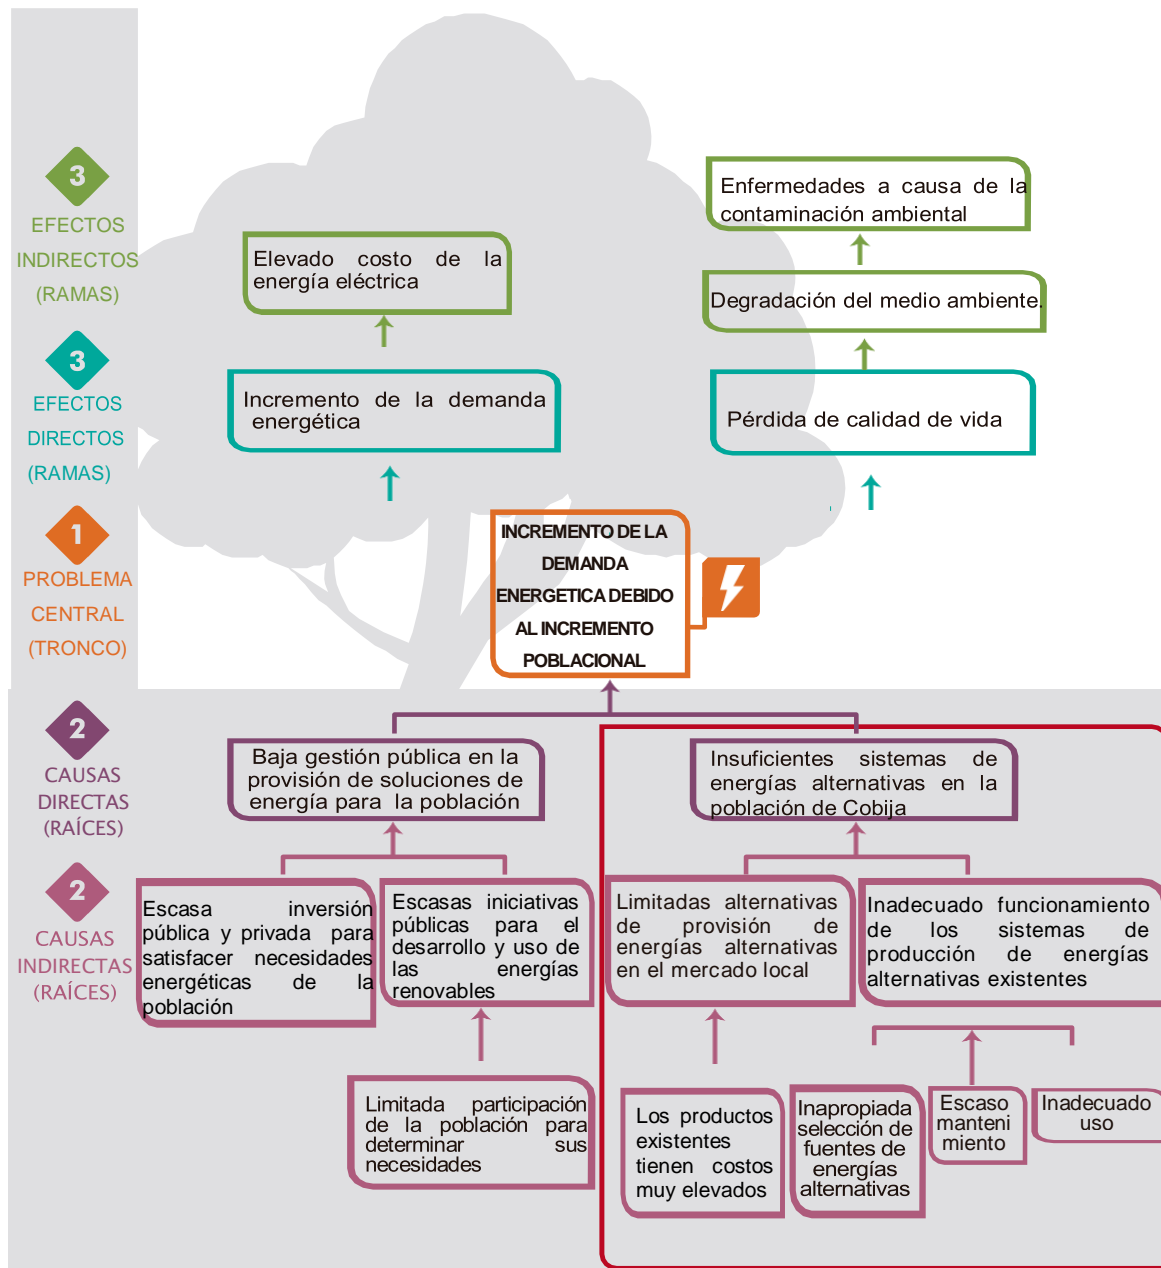 3
EFECTOS
INDIRECTOS
(RAMAS)
Elevado costo de la
energía eléctrica
Enfermedades a causa de la
contaminación ambiental
Degradación del medio ambiente.
3
EFECTOS
DIRECTOS
(RAMAS)
Incremento de la demanda
energética
Pérdida de calidad de vida
1
PROBLEMA
CENTRAL
(TRONCO)
INCREMENTO DE LA
DEMANDA
ENERGETICA DEBIDO
AL INCREMENTO
POBLACIONAL
2
CAUSAS
DIRECTAS
(RAÍCES)
Baja gestión pública en la
provisión de soluciones de
energía para la población
Insuficientes sistemas de
energías alternativas en la
población de Cobija
2
CAUSAS
INDIRECTAS
(RAÍCES)
Escasa inversión
pública y privada para
satisfacer necesidades
energéticas de la
población
Escasas iniciativas
públicas para el
desarrollo y uso de
las energías
renovables
Limitadas alternativas
de provisión de
energías alternativas
en el mercado local
Inadecuado funcionamiento
de los sistemas de
producción de energías
alternativas existentes
Limitada participación
de la población para
determinar sus
necesidades
Los productos
existentes
tienen costos
muy elevados
Inapropiada
selección de
fuentes de
energías
alternativas
Escaso
manteni
miento
Inadecuado
uso